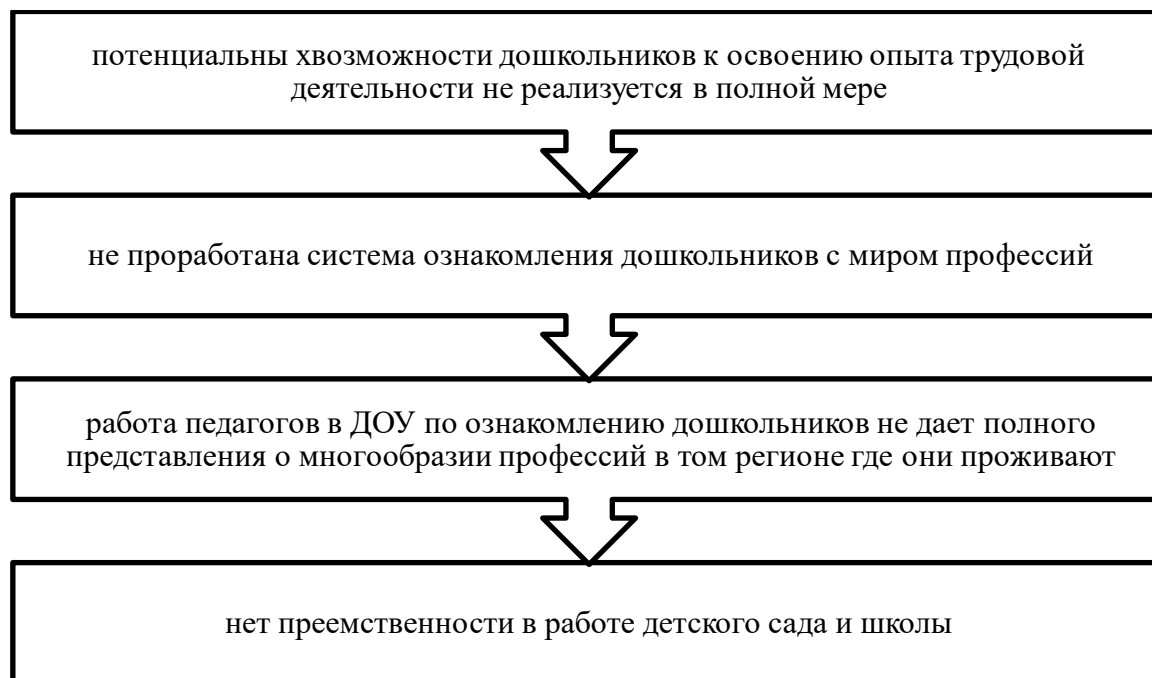 потенциальны хвозможности дошкольников к освоению опыта трудовой
деятельности не реализуется в полной мере
не проработана система ознакомления дошкольников с миром профессий
работа педагогов в ДОУ по ознакомлению дошкольников не дает полного
представления о многообразии профессий в том регионе где они проживают
нет преемственности в работе детского сада и школы